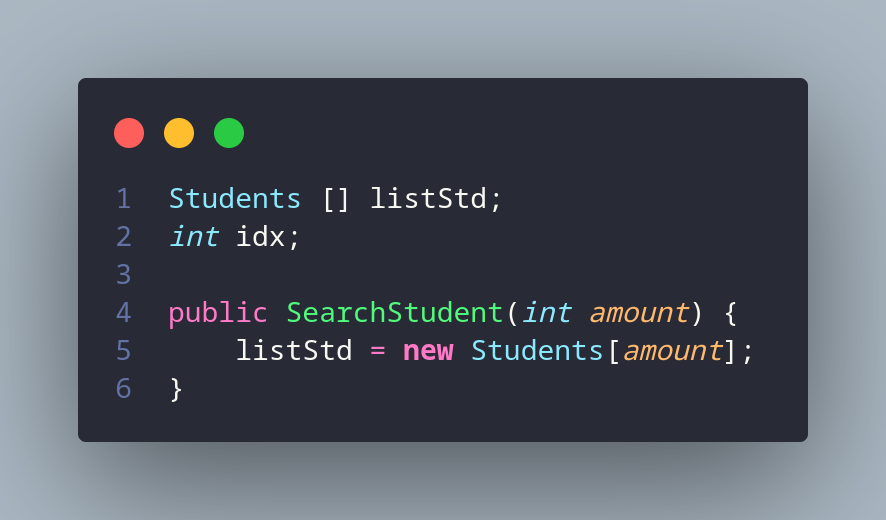 1 Students [] listStd;
2 int idx;
3
4 public SearchStudent(int amount) {
5     listStd = new Students[amount];
6 }